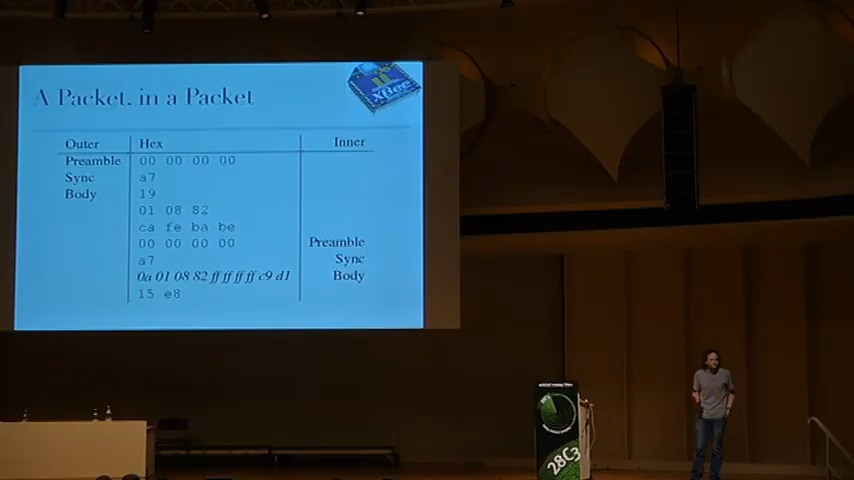 A Packet, in a Packet
XBee
Outer Hex Inner
Preamble 00 00 00 00
Sync a7
Body 19
01 08 82
ca fe ba be
00 00 00 00 Preamble
a7 Sync
0a 01 08 82 ff ff ff ff c9 d1 Body
15 e8
28C3